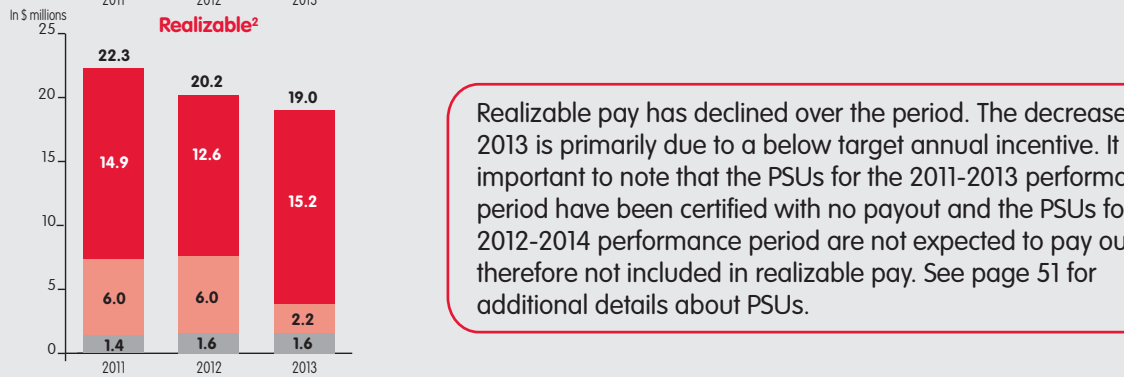 2011 2012 2013
In $ millions
Realizable²
25
20
15
10
5
0
22.3
20.2
19.0
14.9
12.6
15.2
6.0
6.0
2.2
1.4
1.6
1.6
2011 2012 2013
Realizable pay has declined over the period. The decrease
2013 is primarily due to a below target annual incentive. It
important to note that the PSUs for the 2011-2013
period have been certified with no payout and the PSUs
2012-2014 performance period are not expected to pay
therefore not included in realizable pay. See page 51 for
additional details about PSUs.